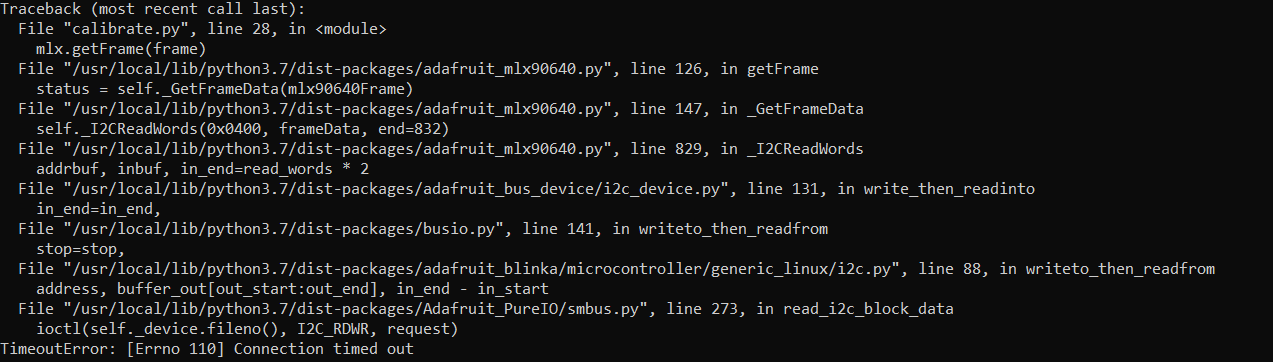 Traceback (most recent call last):
  File "calibrate.py", line 28, in <module>
    mlx.getFrame(frame)
  File "/usr/local/lib/python3.7/dist-packages/adafruit_mlx90640.py", line 126, in getFrame
    status = self._GetFrameData(mlx90640Frame)
  File "/usr/local/lib/python3.7/dist-packages/adafruit_mlx90640.py", line 147, in _GetFrameData
    self._I2CReadWords(0x0400, frameData, end=832)
  File "/usr/local/lib/python3.7/dist-packages/adafruit_mlx90640.py", line 829, in _I2CReadWords
    addrbuf, inbuf, in_end=read_words * 2
  File "/usr/local/lib/python3.7/dist-packages/adafruit_bus_device/i2c_device.py", line 131, in write_then_readinto
    in_end=in_end,
  File "/usr/local/lib/python3.7/dist-packages/busio.py", line 141, in writeto_then_readfrom
    stop=stop,
  File "/usr/local/lib/python3.7/dist-packages/adafruit_blinka/microcontroller/generic_linux/i2c.py", line 88, in writeto_then_readfrom
    address, buffer_out[out_start:out_end], in_end - in_start
  File "/usr/local/lib/python3.7/dist-packages/Adafruit_PureIO/smbus.py", line 273, in read_i2c_block_data
    ioctl(self._device.fileno(), I2C_RDWR, request)
TimeoutError: [Errno 110] Connection timed out